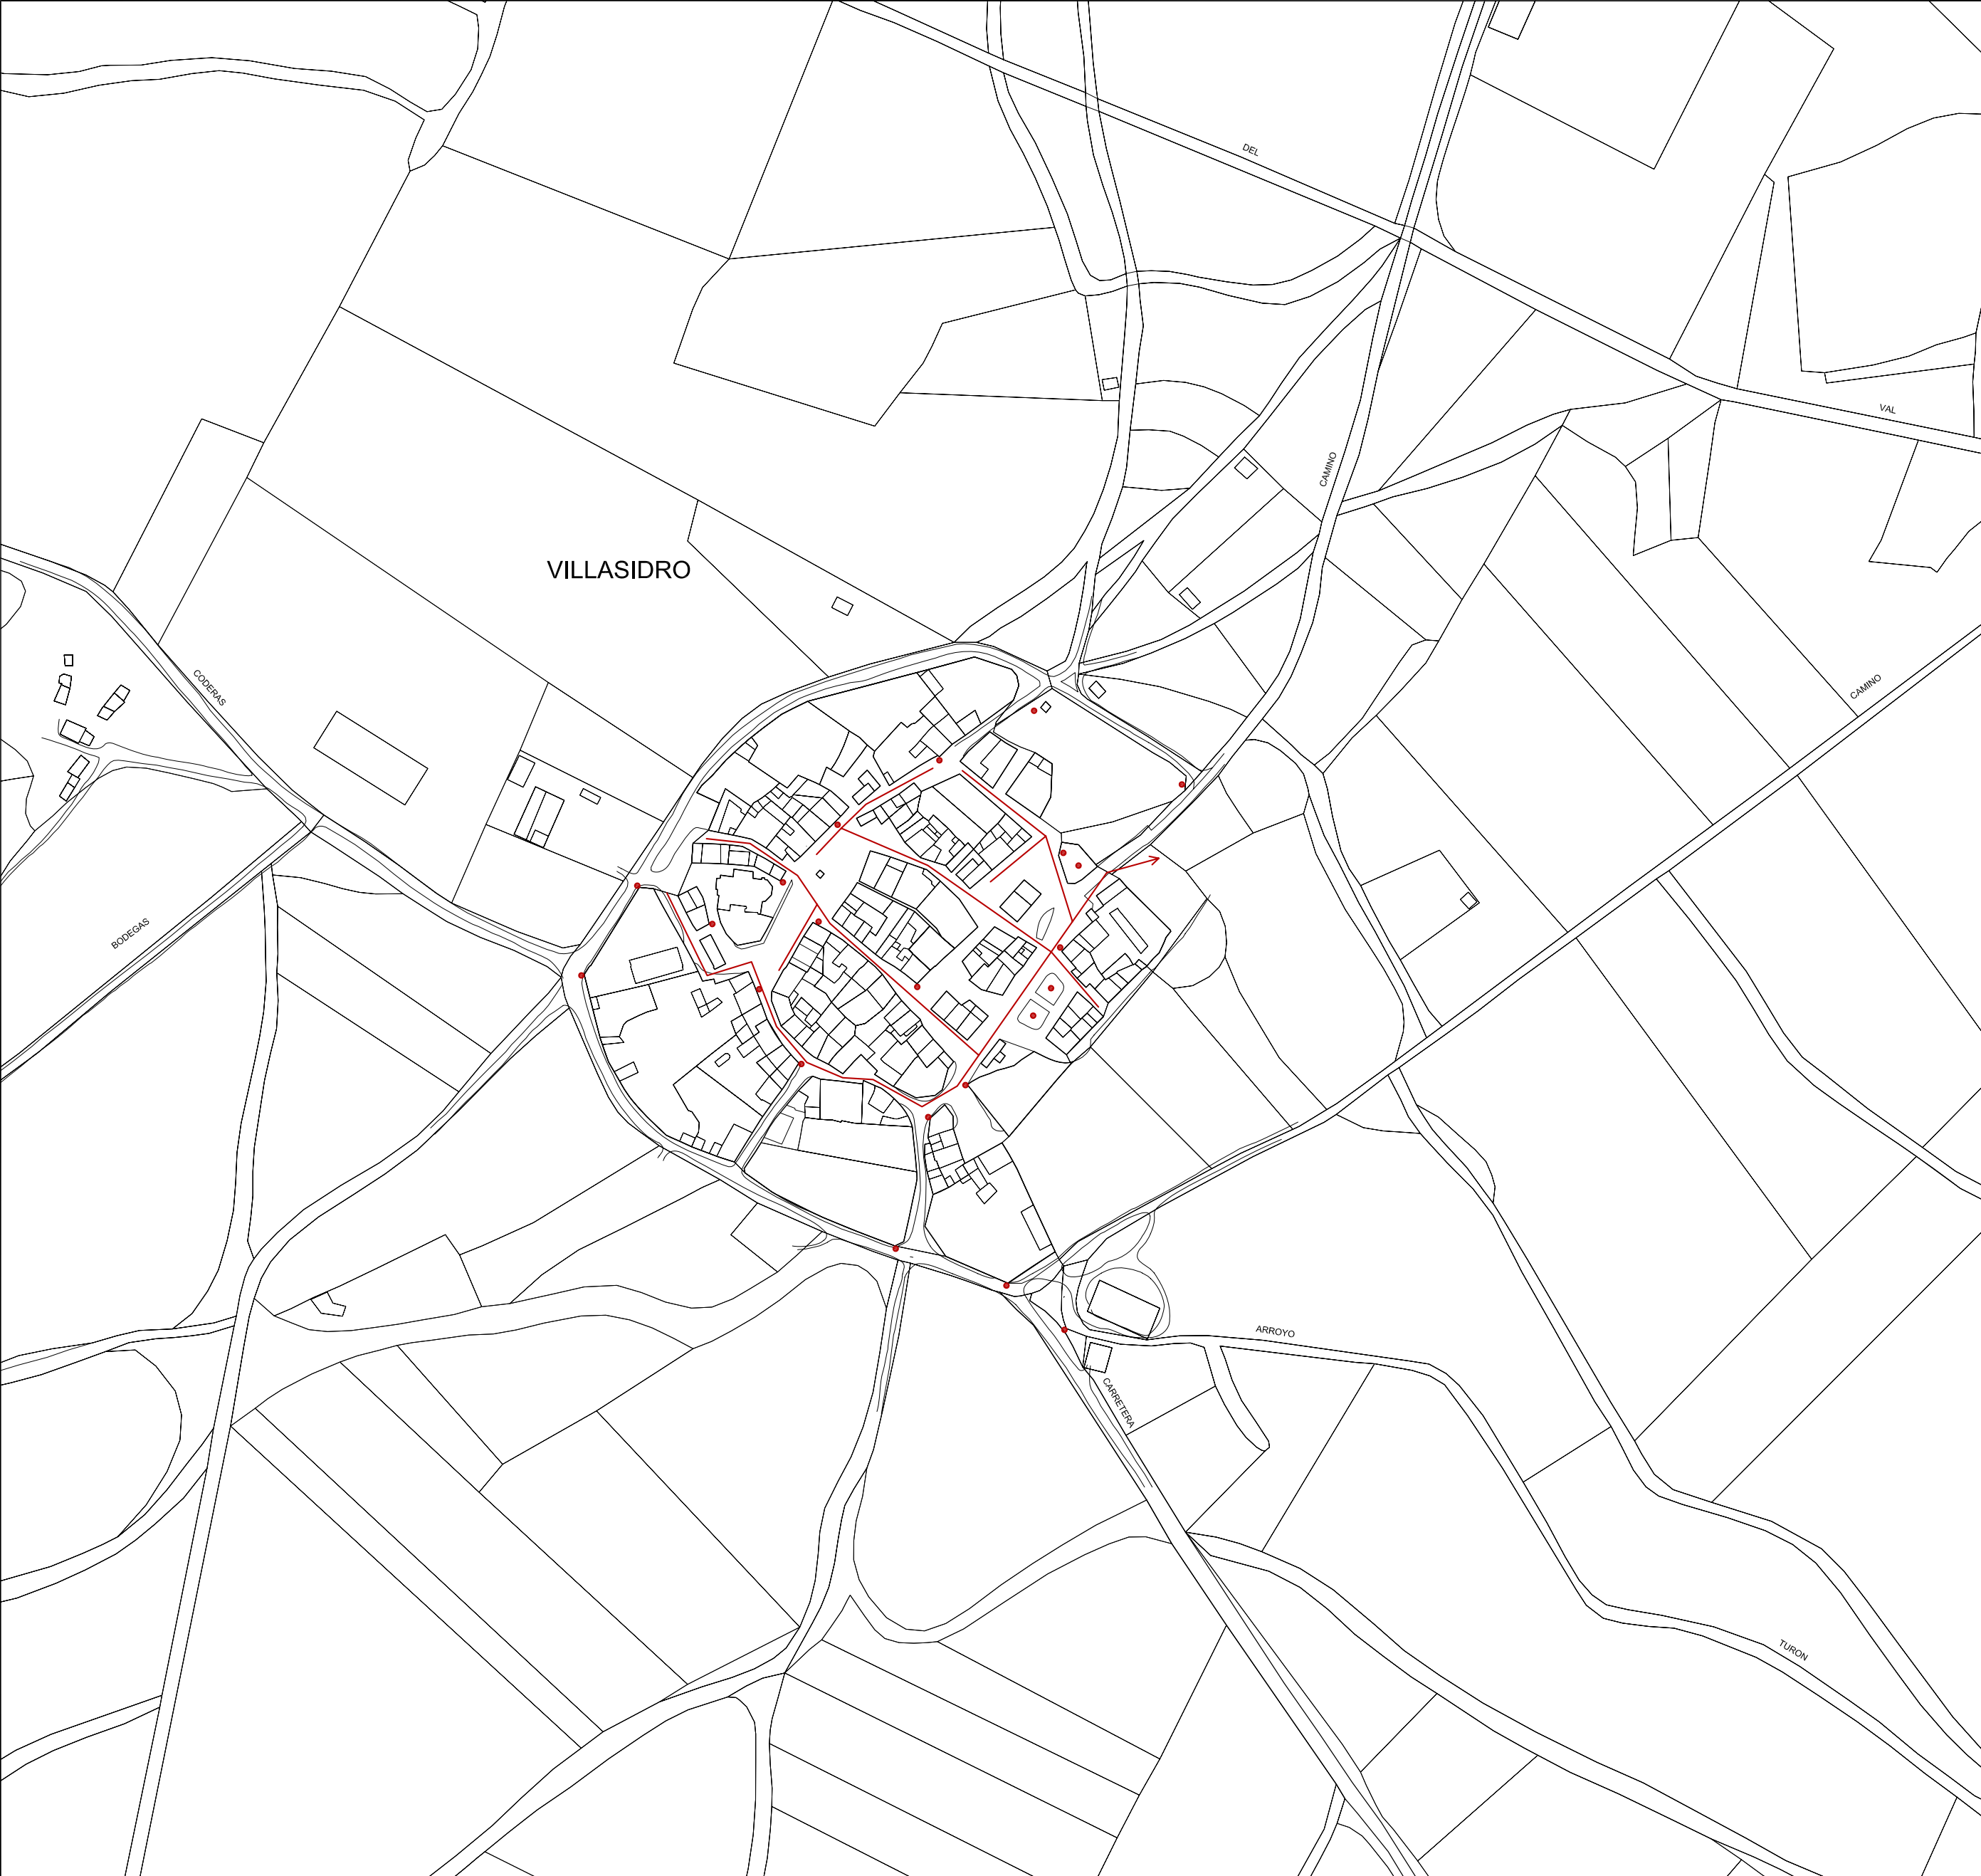 DEL
VAL
CAMINO
VILLASIDRO
CODERAS
CAMINO
BODEGAS
ARROYO
CARRETERA
TURON